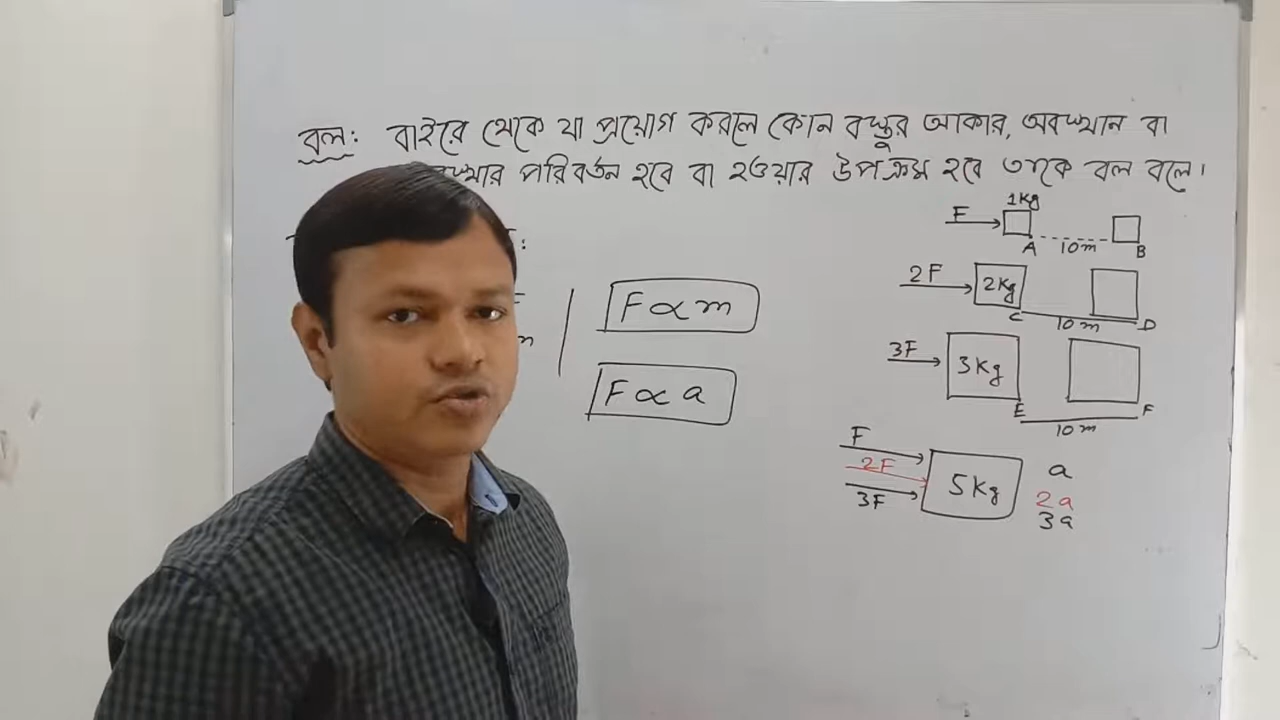 বল: বাইরে থেকে যা প্রয়োগ করলে কোন বস্তুর আকার, অবস্থান বা
পরিবর্তন হবে বা হওয়ার উপক্রম হবে তাকে বল বলে।
F ∝ m
F ∝ a
F
1Kg
A
10m
B
2F
2Kg
C
10m
D
3F
3Kg
E
10m
F
F
2F
3F
5Kg
a
2a
3a